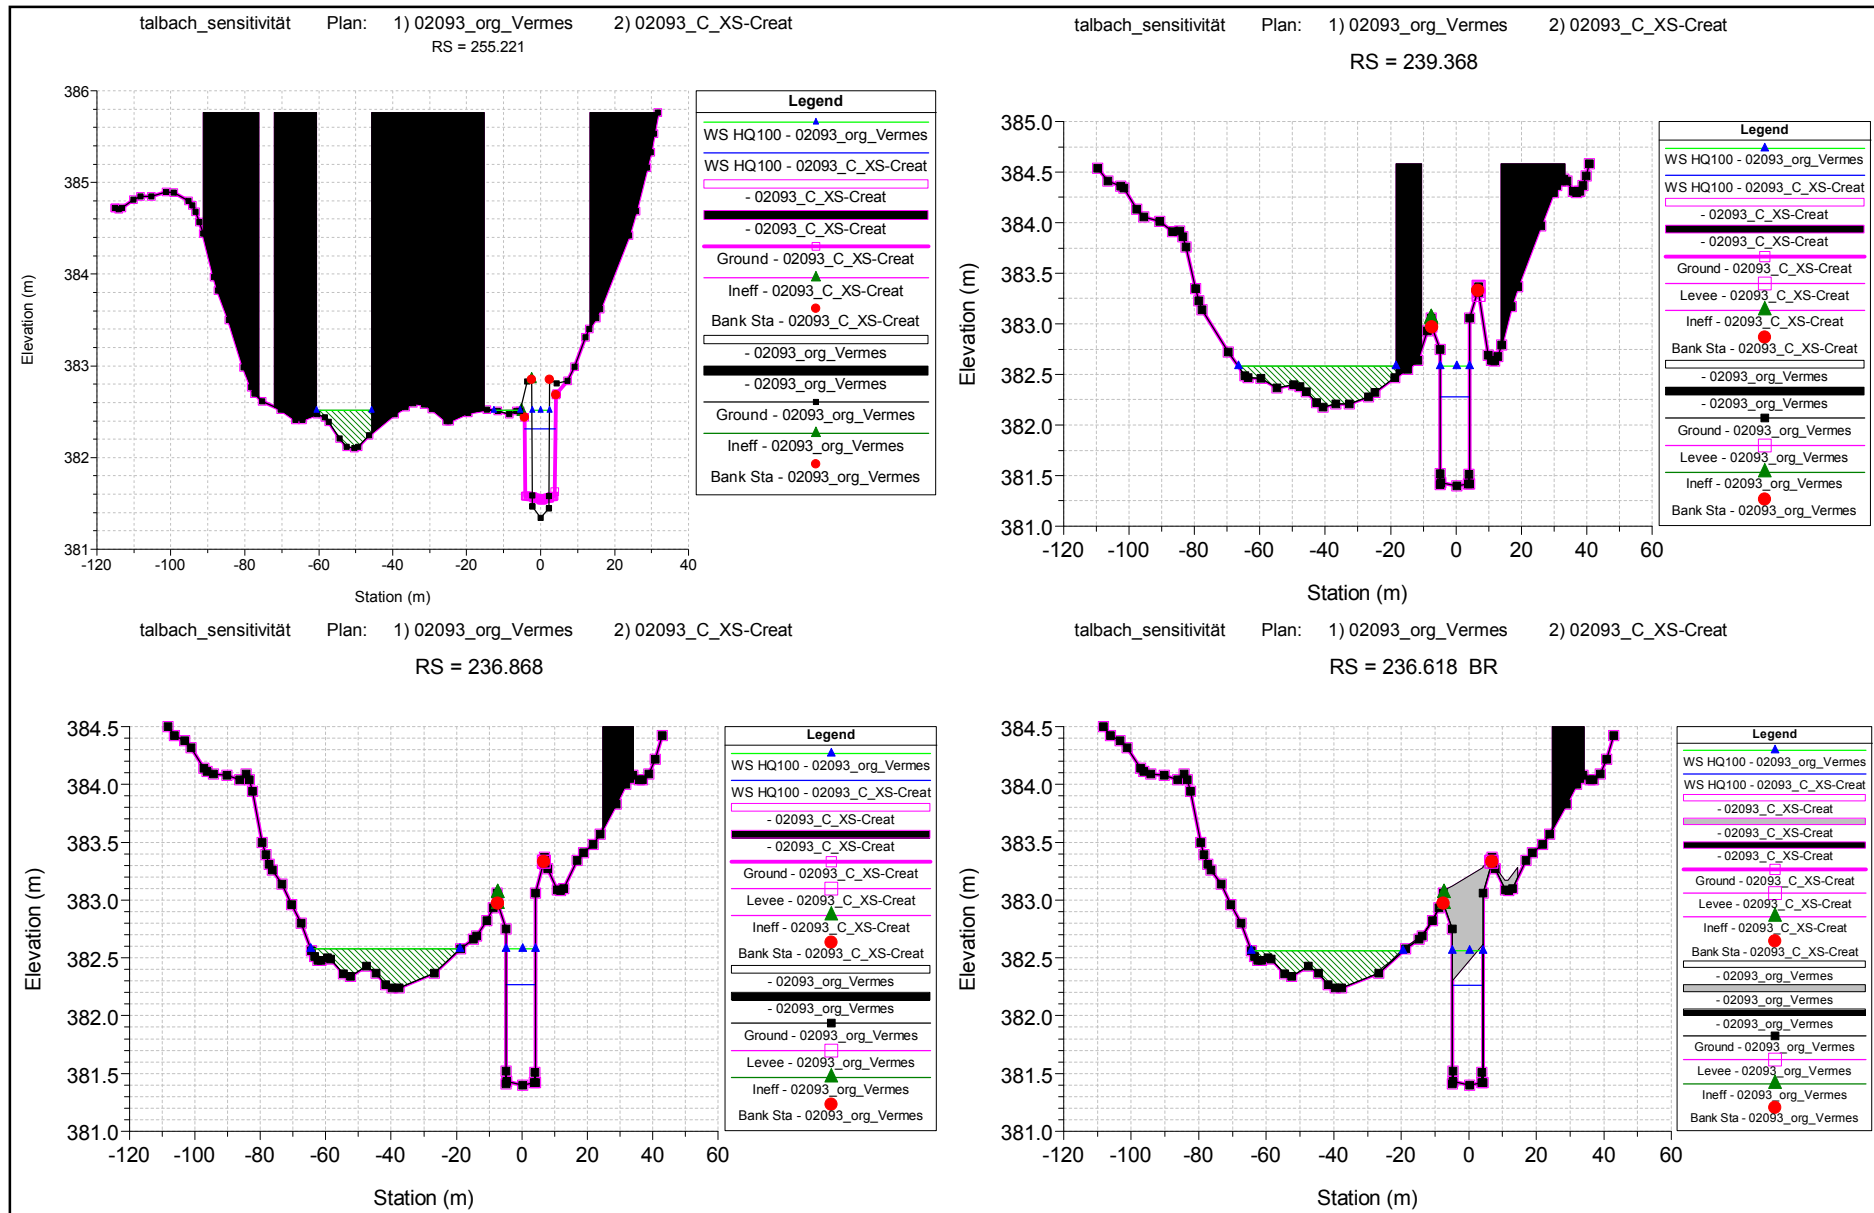 talbach_sensitivität Plan: 1) 02093_org_Vermes 2) 02093_C_XS-Creat
RS = 255.221
Elevation (m)
386
385
384
383
382
381
-120 -100 -80 -60 -40 -20 0 20 40
Station (m)
Legend
WS HQ100 - 02093_org_Vermes
WS HQ100 - 02093_C_XS-Creat
- 02093_C_XS-Creat
- 02093_C_XS-Creat
Ground - 02093_C_XS-Creat
Ineff - 02093_C_XS-Creat
Bank Sta - 02093_C_XS-Creat
- 02093_org_Vermes
- 02093_org_Vermes
Ground - 02093_org_Vermes
Ineff - 02093_org_Vermes
Bank Sta - 02093_org_Vermes
talbach_sensitivität Plan: 1) 02093_org_Vermes 2) 02093_C_XS-Creat
RS = 239.368
Elevation (m)
385.0
384.5
384.0
383.5
383.0
382.5
382.0
381.5
381.0
-120 -100 -80 -60 -40 -20 0 20 40 60
Station (m)
Legend
WS HQ100 - 02093_org_Vermes
WS HQ100 - 02093_C_XS-Creat
- 02093_C_XS-Creat
- 02093_C_XS-Creat
Ground - 02093_C_XS-Creat
Levee - 02093_C_XS-Creat
Ineff - 02093_C_XS-Creat
Bank Sta - 02093_C_XS-Creat
- 02093_org_Vermes
- 02093_org_Vermes
Ground - 02093_org_Vermes
Levee - 02093_org_Vermes
Ineff - 02093_org_Vermes
Bank Sta - 02093_org_Vermes
talbach_sensitivität Plan: 1) 02093_org_Vermes 2) 02093_C_XS-Creat
RS = 236.868
Elevation (m)
384.5
384.0
383.5
383.0
382.5
382.0
381.5
381.0
-120 -100 -80 -60 -40 -20 0 20 40 60
Station (m)
Legend
WS HQ100 - 02093_org_Vermes
WS HQ100 - 02093_C_XS-Creat
- 02093_C_XS-Creat
- 02093_C_XS-Creat
Ground - 02093_C_XS-Creat
Levee - 02093_C_XS-Creat
Ineff - 02093_C_XS-Creat
Bank Sta - 02093_C_XS-Creat
- 02093_org_Vermes
- 02093_org_Vermes
Ground - 02093_org_Vermes
Levee - 02093_org_Vermes
Ineff - 02093_org_Vermes
Bank Sta - 02093_org_Vermes
talbach_sensitivität Plan: 1) 02093_org_Vermes 2) 02093_C_XS-Creat
RS = 236.618 BR
Elevation (m)
384.5
384.0
383.5
383.0
382.5
382.0
381.5
381.0
-120 -100 -80 -60 -40 -20 0 20 40 60
Station (m)
Legend
WS HQ100 - 02093_org_Vermes
WS HQ100 - 02093_C_XS-Creat
- 02093_C_XS-Creat
- 02093_C_XS-Creat
- 02093_C_XS-Creat
Ground - 02093_C_XS-Creat
Levee - 02093_C_XS-Creat
Ineff - 02093_C_XS-Creat
Bank Sta - 02093_C_XS-Creat
- 02093_org_Vermes
- 02093_org_Vermes
- 02093_org_Vermes
Ground - 02093_org_Vermes
Levee - 02093_org_Vermes
Ineff - 02093_org_Vermes
Bank Sta - 02093_org_Vermes